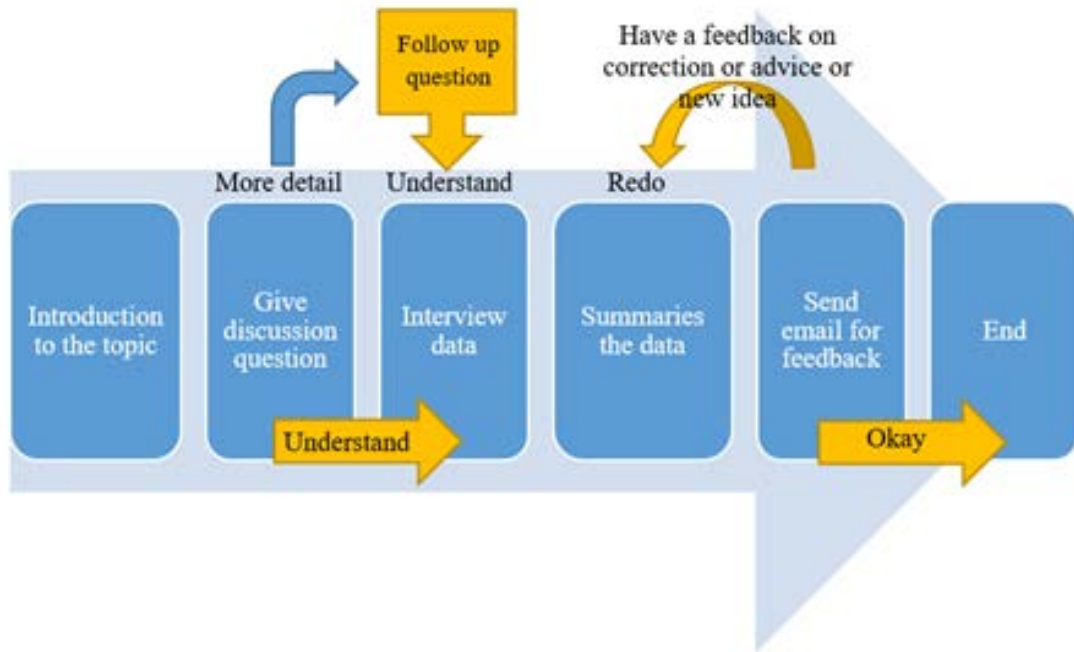 Follow up
question
Have a feedback on
correction or advice or
new idea
More detail
Understand
Redo
Introduction
to the topic
Give
discussion
question
Interview
data
Summaries
the data
Send
email for
feedback
End
Understand
Okay